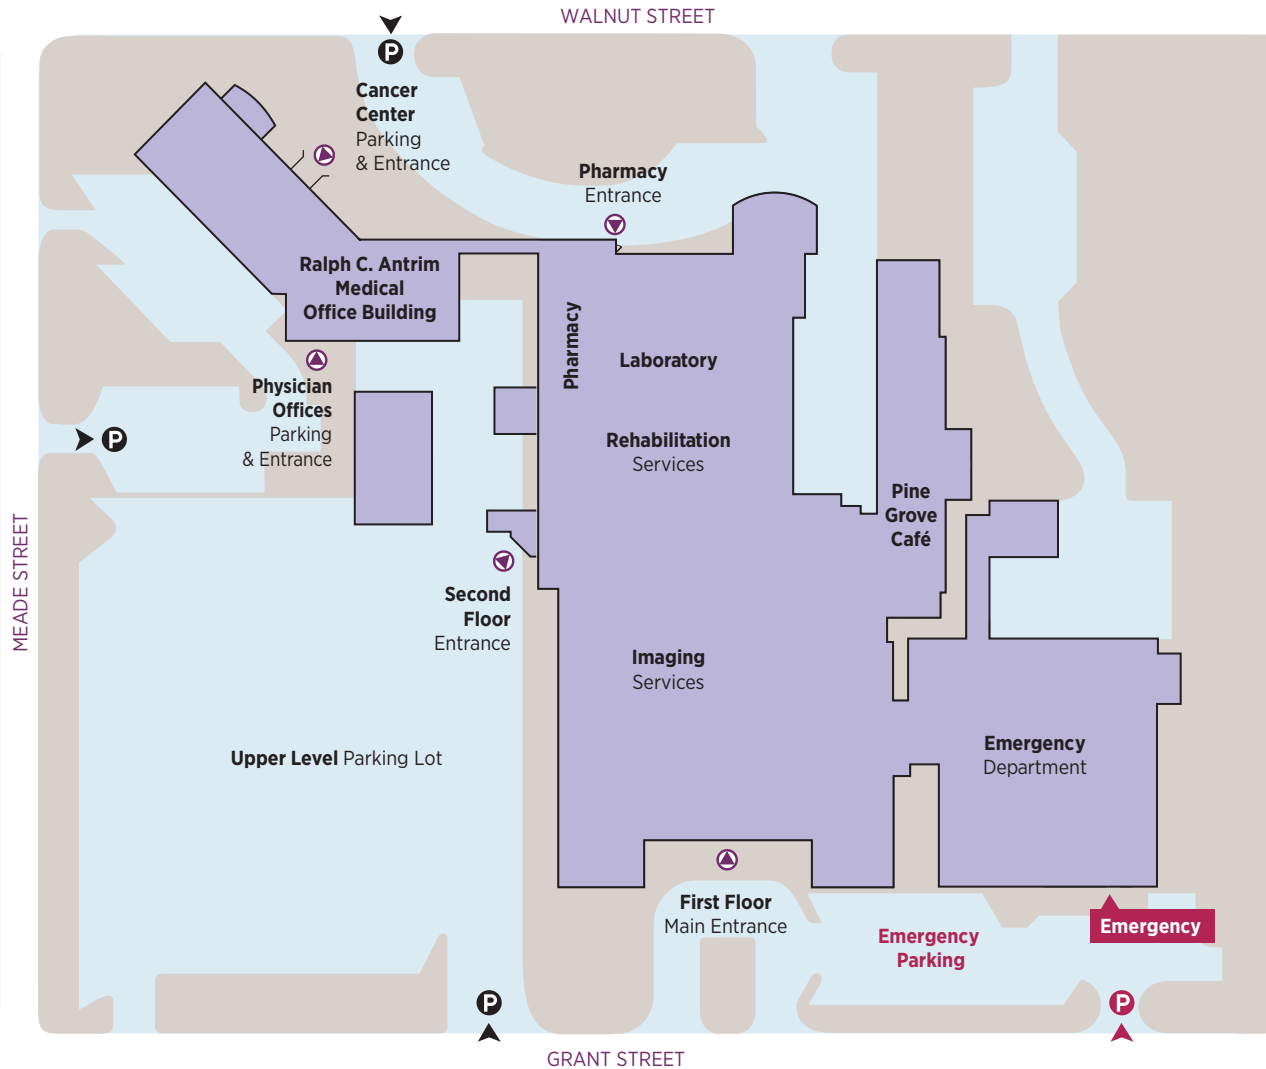 WALNUT STREET
P
Cancer
Center
Parking
& Entrance
Pharmacy
Entrance
Ralph C. Antrim
Medical
Office Building
Pharmacy
Laboratory
Physician
Offices
Parking
& Entrance
P
Rehabilitation
Services
Pine
Grove
Café
MEADE STREET
Second
Floor
Entrance
Imaging
Services
Upper Level Parking Lot
Emergency
Department
First Floor
Main Entrance
Emergency
Parking
Emergency
P
P
GRANT STREET